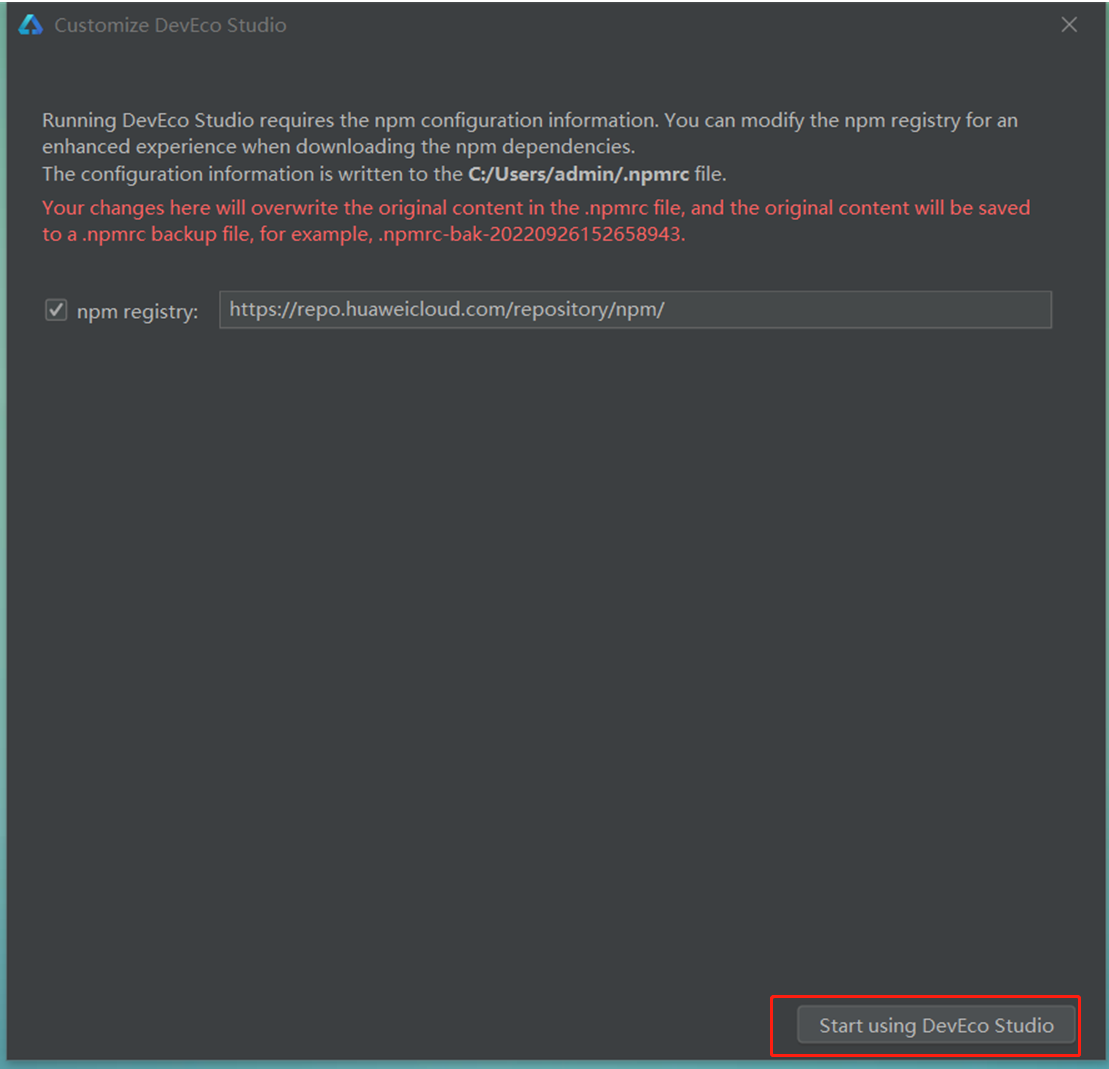 Customize DevEco Studio
Running DevEco Studio requires the npm configuration information. You can modify the npm registry for an
enhanced experience when downloading the npm dependencies.
The configuration information is written to the C:/Users/admin/.npmrc file.
Your changes here will overwrite the original content in the .npmrc file, and the original content will be saved
to a .npmrc backup file, for example, .npmrc-bak-20220926152658943.
npm registry: https://repo.huaweicloud.com/repository/npm/
Start using DevEco Studio